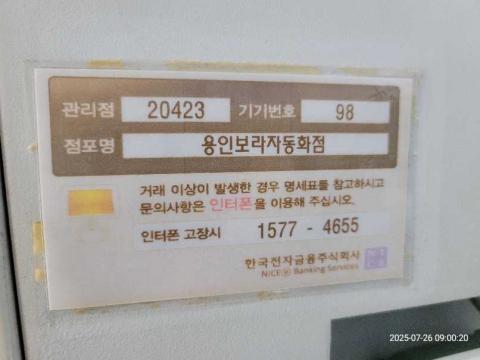 관리점 20423 기기번호 98
점포명 용인보라자동화점
거래 이상이 발생한 경우 명세표를 참고하시고
문의사항은 인터폰을 이용해 주십시오.
인터폰 고장시 1577 - 4655
한국전자금융주식회사
NICE Banking Services
2025-07-26 09:00:20